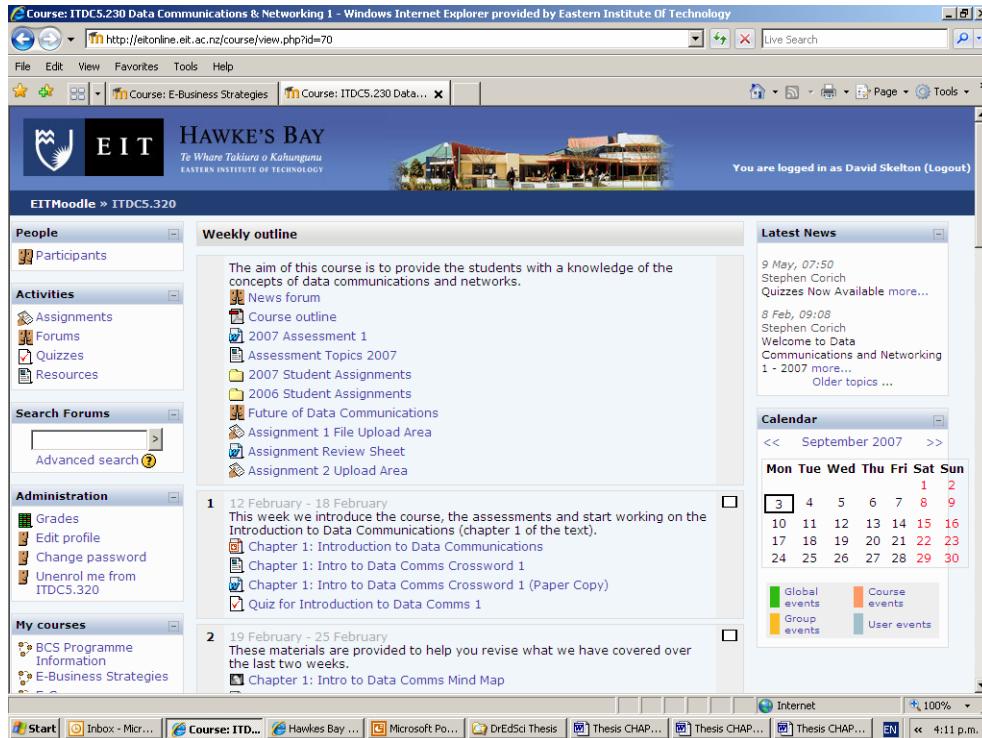 Course: ITDC5.230 Data Communications & Networking 1 - Windows Internet Explorer provided by Eastern Institute Of Technology
http://eitonline.eit.ac.nz/course/view.php?id=70
Live Search
File Edit View Favorites Tools Help
Course: E-Business Strategies
Course: ITDC5.230 Data...
Page
Tools
EIT
HAWKE'S BAY
Te Whare Takiura o Kahungunu
EASTERN INSTITUTE OF TECHNOLOGY
You are logged in as David Skelton (Logout)
EITMoodle » ITDC5.320
People
Participants
Activities
Assignments
Forums
Quizzes
Resources
Search Forums
>
Advanced search ?
Administration
Grades
Edit profile
Change password
Unenrol me from
ITDC5.320
My courses
BCS Programme
Information
E-Business Strategies
Weekly outline
The aim of this course is to provide the students with a knowledge of the
concepts of data communications and networks.
News forum
Course outline
2007 Assessment 1
Assessment Topics 2007
2007 Student Assignments
2006 Student Assignments
Future of Data Communications
Assignment 1 File Upload Area
Assignment Review Sheet
Assignment 2 Upload Area
1 12 February - 18 February
This week we introduce the course, the assessments and start working on the
Introduction to Data Communications (chapter 1 of the text).
Chapter 1: Introduction to Data Communications
Chapter 1: Intro to Data Comms Crossword 1
Chapter 1: Intro to Data Comms Crossword 1 (Paper Copy)
Quiz for Introduction to Data Comms 1
2 19 February - 25 February
These materials are provided to help you revise what we have covered over
the last two weeks.
Chapter 1: Intro to Data Comms Mind Map
Latest News
9 May, 07:50
Stephen Corich
Quizzes Now Available more...
8 Feb, 09:08
Stephen Corich
Welcome to Data
Communications and Networking
1 - 2007 more...
Older topics ...
Calendar
<< September 2007 >>
Mon Tue Wed Thu Fri Sat Sun
1 2
3 4 5 6 7 8 9
10 11 12 13 14 15 16
17 18 19 20 21 22 23
24 25 26 27 28 29 30
Global events
Course events
Group events
User events
Internet
100%
Start
Inbox - Micr...
Course: ITD...
Hawkes Bay ...
Microsoft Po...
DrEdSci Thesis
Thesis CHAP...
Thesis CHAP...
Thesis CHAP...
EN
« 4:11 p.m.